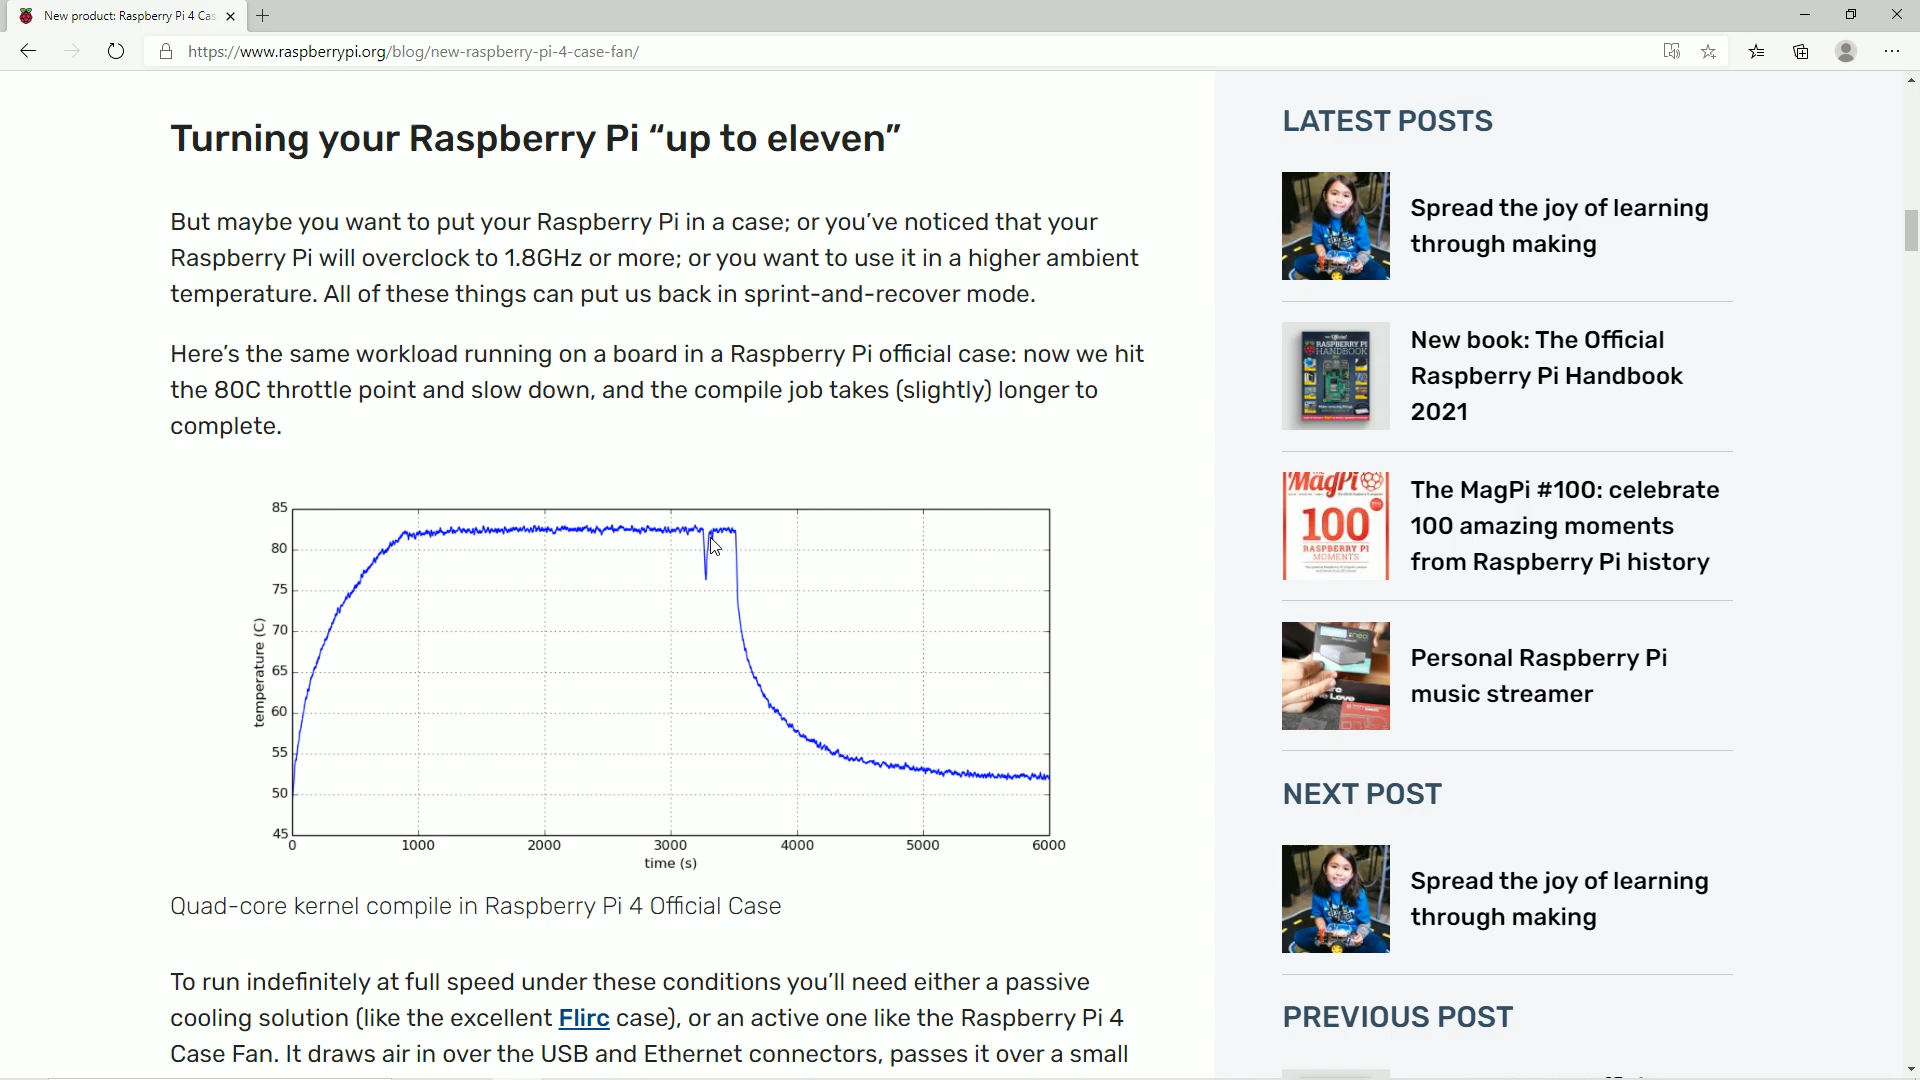 New product: Raspberry Pi 4 Cas
https://www.raspberrypi.org/blog/new-raspberry-pi-4-case-fan/
Turning your Raspberry Pi “up to eleven”
But maybe you want to put your Raspberry Pi in a case; or you’ve noticed that your
Raspberry Pi will overclock to 1.8GHz or more; or you want to use it in a higher ambient
temperature. All of these things can put us back in sprint-and-recover mode.
Here’s the same workload running on a board in a Raspberry Pi official case: now we hit
the 80C throttle point and slow down, and the compile job takes (slightly) longer to
complete.
85
80
75
70
65
60
55
50
45
temperature (C)
0 1000 2000 3000 4000 5000 6000
time (s)
Quad-core kernel compile in Raspberry Pi 4 Official Case
To run indefinitely at full speed under these conditions you’ll need either a passive
cooling solution (like the excellent Flirc case), or an active one like the Raspberry Pi 4
Case Fan. It draws air in over the USB and Ethernet connectors, passes it over a small
LATEST POSTS
Spread the joy of learning
through making
RASPBERRY PI
HANDBOOK
New book: The Official
Raspberry Pi Handbook
2021
MagPi
100
RASPBERRY PI
MOMENTS
The MagPi #100: celebrate
100 amazing moments
from Raspberry Pi history
Love
Personal Raspberry Pi
music streamer
NEXT POST
Spread the joy of learning
through making
PREVIOUS POST